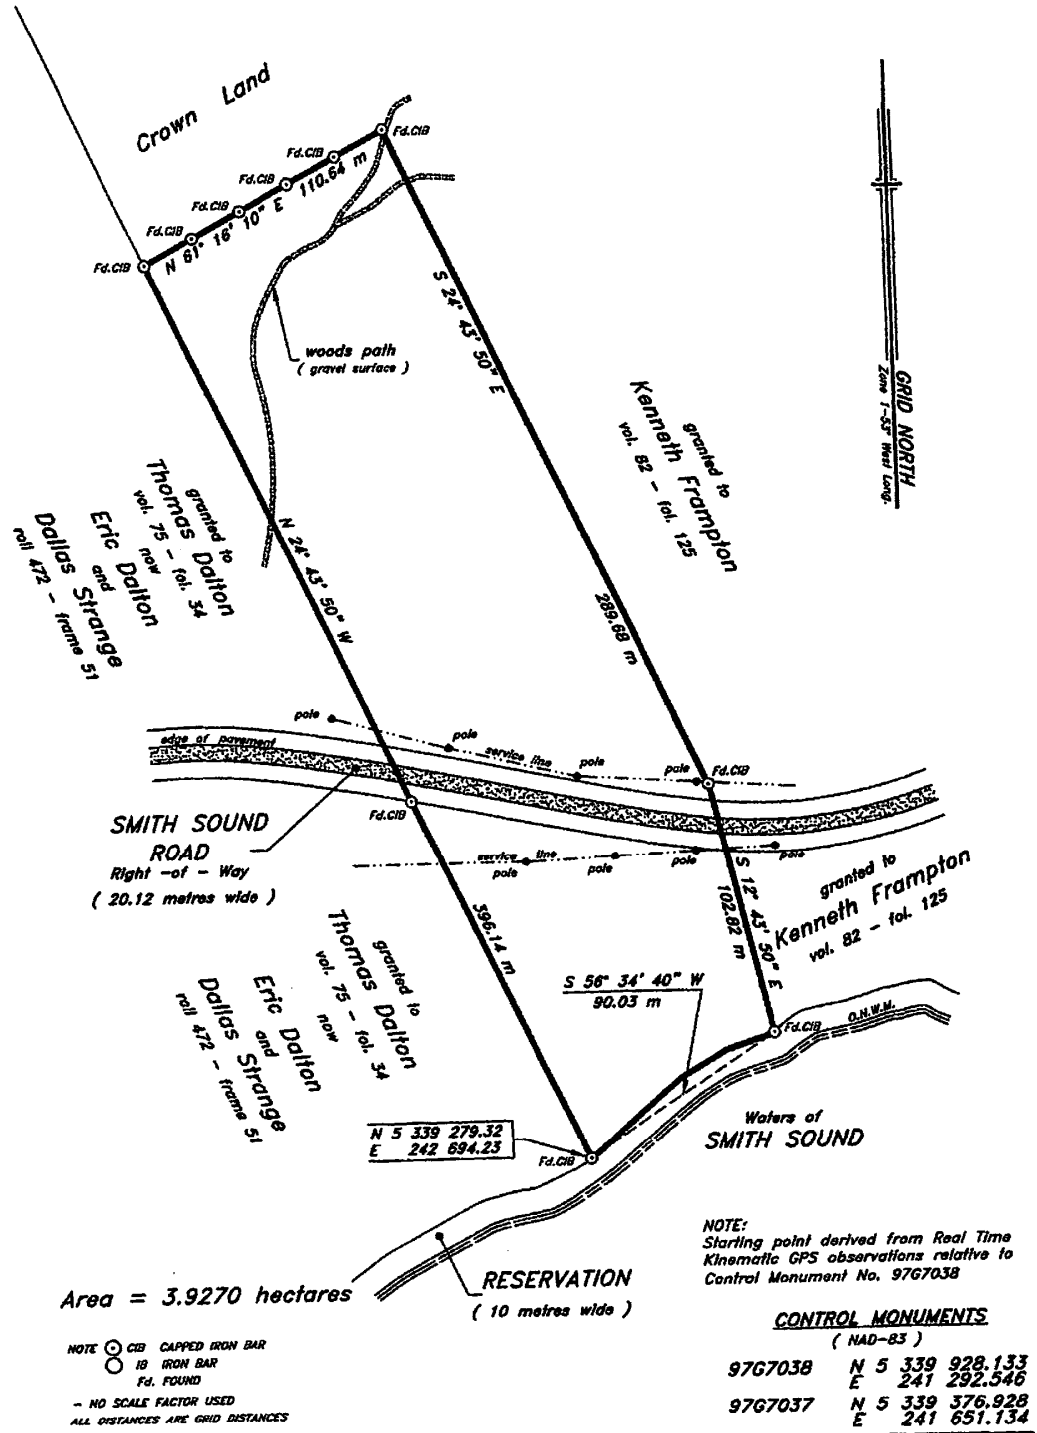 Crown Land
Fd.CIB
Fd.CIB
Fd.CIB
Fd.CIB
Fd.CIB
Fd.CIB
N 61° 16' 10" E 110.64 m
S 24° 43' 50" E
289.68 m
woods path
( gravel surface )
GRID NORTH
Zone 1-53° West Long.
granted to
Kenneth Frampton
vol. 82 - fol. 125
granted to
Thomas Dalton
vol. 75 - fol. 34
now
Eric Dalton
and
Dallas Strange
roll 472 - frame 51
N 24° 43' 50" W
396.14 m
pole
pole
pole
pole
service line
edge of pavement
Fd.CIB
Fd.CIB
SMITH SOUND
ROAD
Right -of - Way
( 20.12 metres wide )
service line
pole
pole
pole
pole
S 12° 43' 50" E
102.82 m
granted to
Kenneth Frampton
vol. 82 - fol. 125
granted to
Thomas Dalton
vol. 75 - fol. 34
now
Eric Dalton
and
Dallas Strange
roll 472 - frame 51
S 56° 34' 40" W
90.03 m
Fd.CIB
O.H.W.M.
N 5 339 279.32
E 242 694.23
Fd.CIB
Waters of
SMITH SOUND
RESERVATION
( 10 metres wide )
NOTE:
Starting point derived from Real Time
Kinematic GPS observations relative to
Control Monument No. 97G7038
Area = 3.9270 hectares
NOTE CIB CAPPED IRON BAR
IB IRON BAR
Fd. FOUND
- NO SCALE FACTOR USED
ALL DISTANCES ARE GRID DISTANCES
CONTROL MONUMENTS
( NAD-83 )
97G7038 N 5 339 928.133
E 241 292.546
97G7037 N 5 339 376.928
E 241 651.134